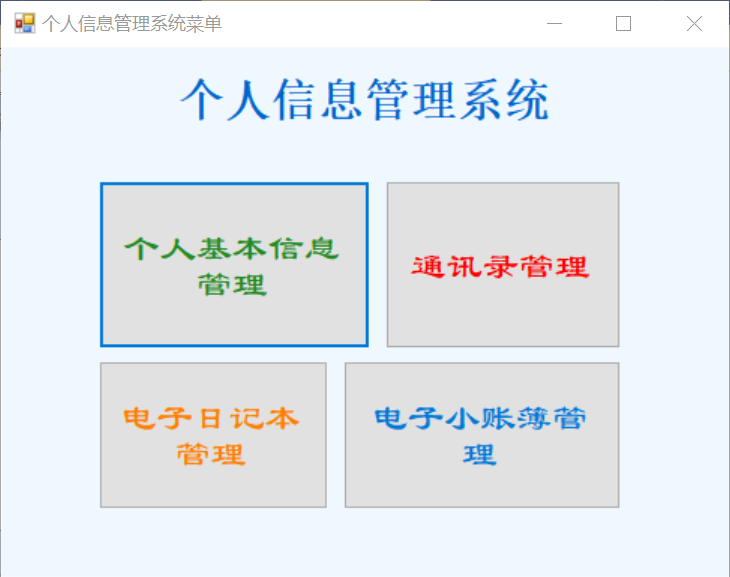 个人信息管理系统菜单
个人信息管理系统
个人基本信息
管理
通讯录管理
电子日记本
管理
电子小账薄管
理